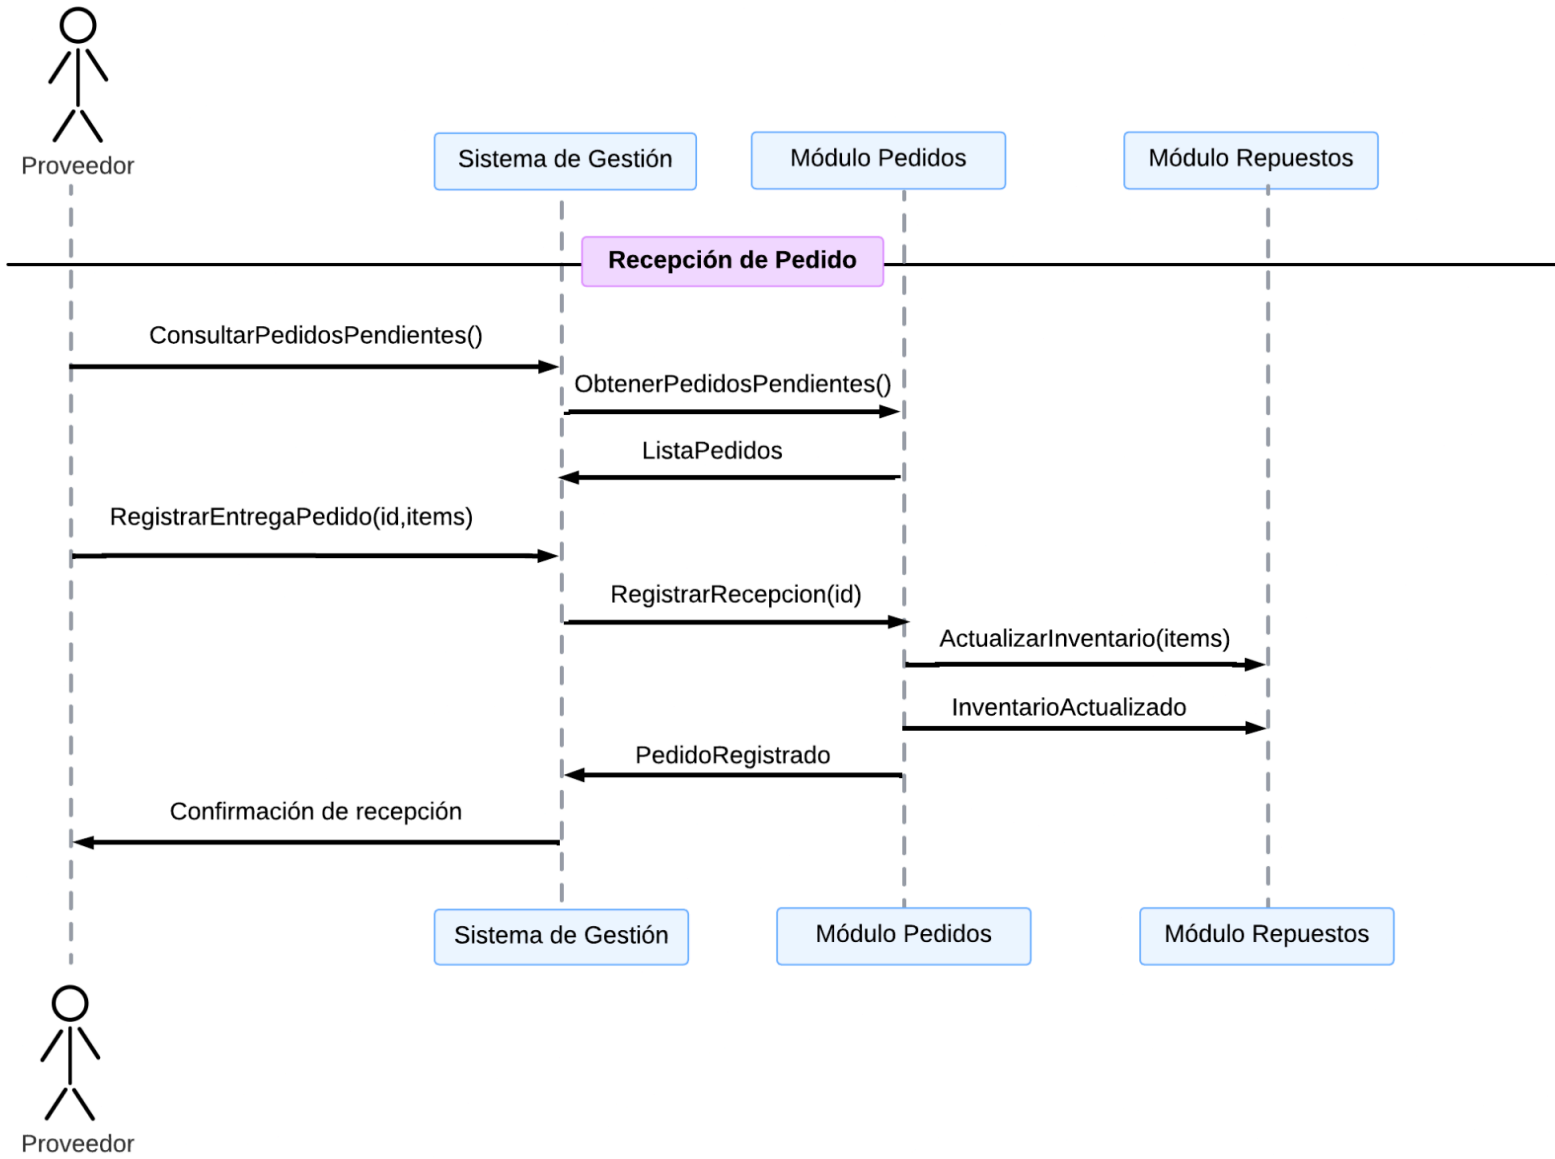 Proveedor
Sistema de Gestión
Módulo Pedidos
Módulo Repuestos
Recepción de Pedido
ConsultarPedidosPendientes()
ObtenerPedidosPendientes()
ListaPedidos
RegistrarEntregaPedido(id,items)
RegistrarRecepcion(id)
ActualizarInventario(items)
InventarioActualizado
PedidoRegistrado
Confirmación de recepción
Sistema de Gestión
Módulo Pedidos
Módulo Repuestos
Proveedor